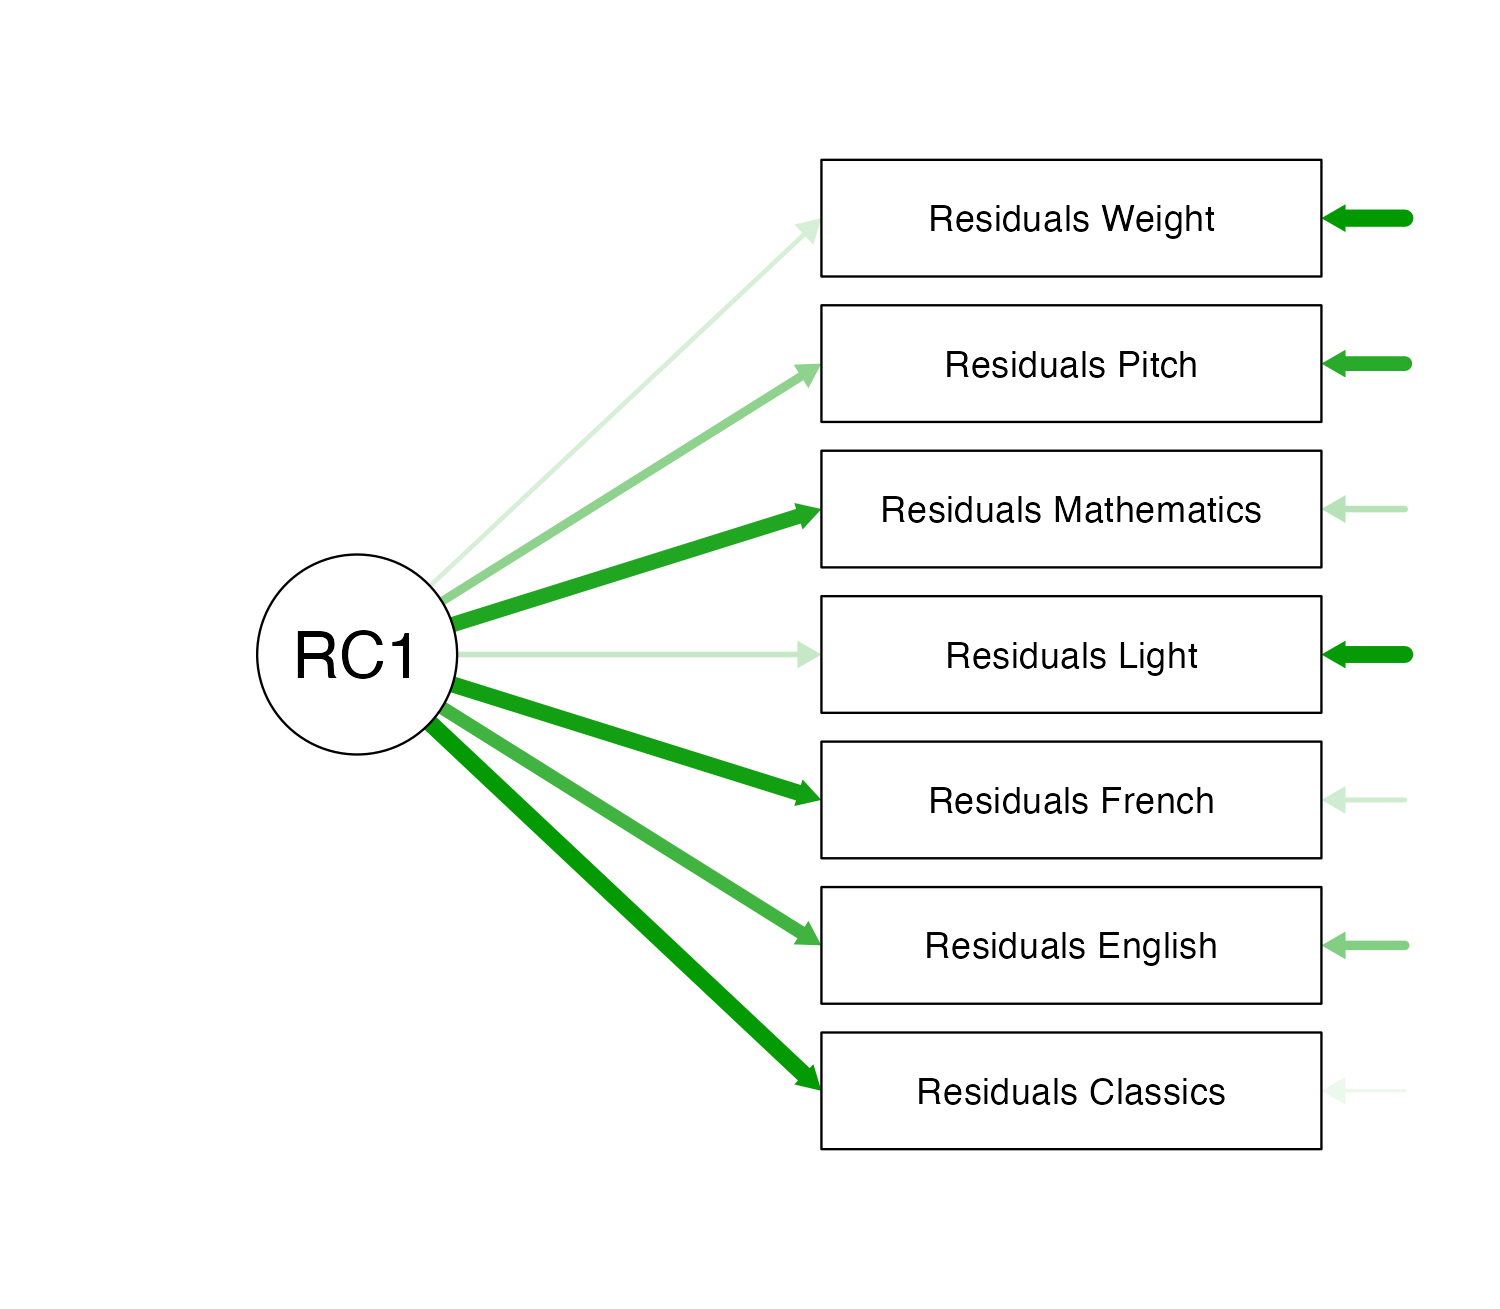 Residuals Weight
Residuals Pitch
Residuals Mathematics
RC1
Residuals Light
Residuals French
Residuals English
Residuals Classics